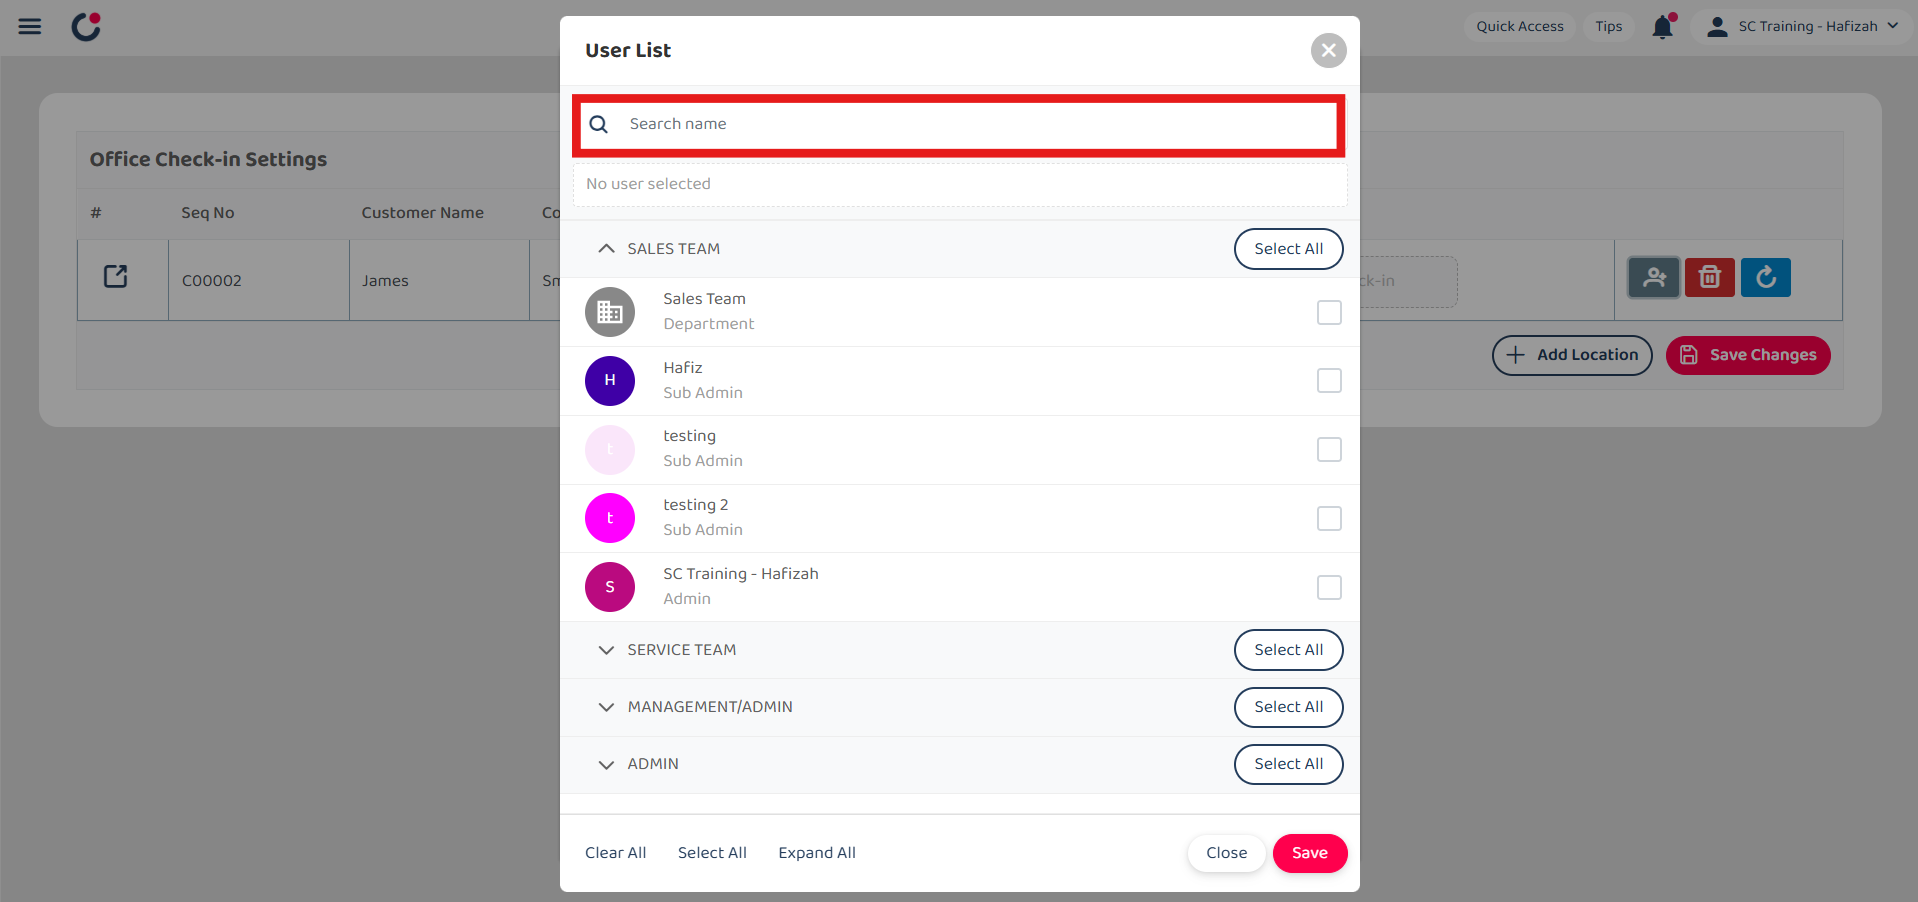 Quick Access
Tips
SC Training - Hafizah
User List
Search name
No user selected
Office Check-in Settings
#
Seq No
Customer Name
Co
C00002
James
Sm
ck-in
Add Location
Save Changes
SALES TEAM
Select All
Sales Team
Department
H
Hafiz
Sub Admin
t
testing
Sub Admin
t
testing 2
Sub Admin
S
SC Training - Hafizah
Admin
SERVICE TEAM
Select All
MANAGEMENT/ADMIN
Select All
ADMIN
Select All
Clear All
Select All
Expand All
Close
Save